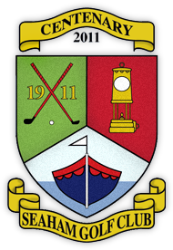 CENTENARY
2011
19 11
SEAHAM GOLF CLUB